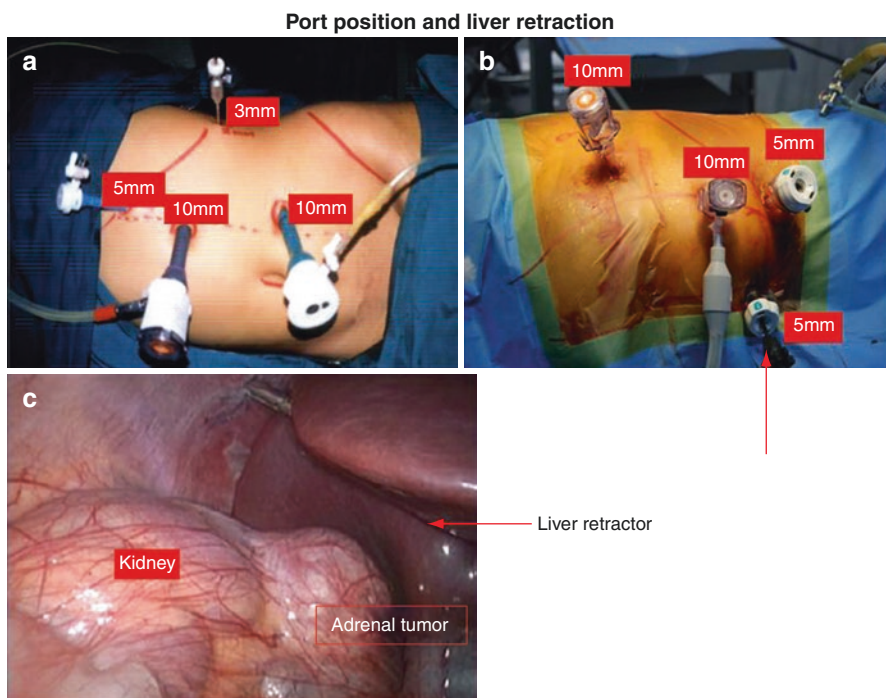 Port position and liver retraction
a
3mm
5mm
10mm
10mm
b
10mm
10mm
5mm
5mm
c
Kidney
Adrenal tumor
Liver retractor